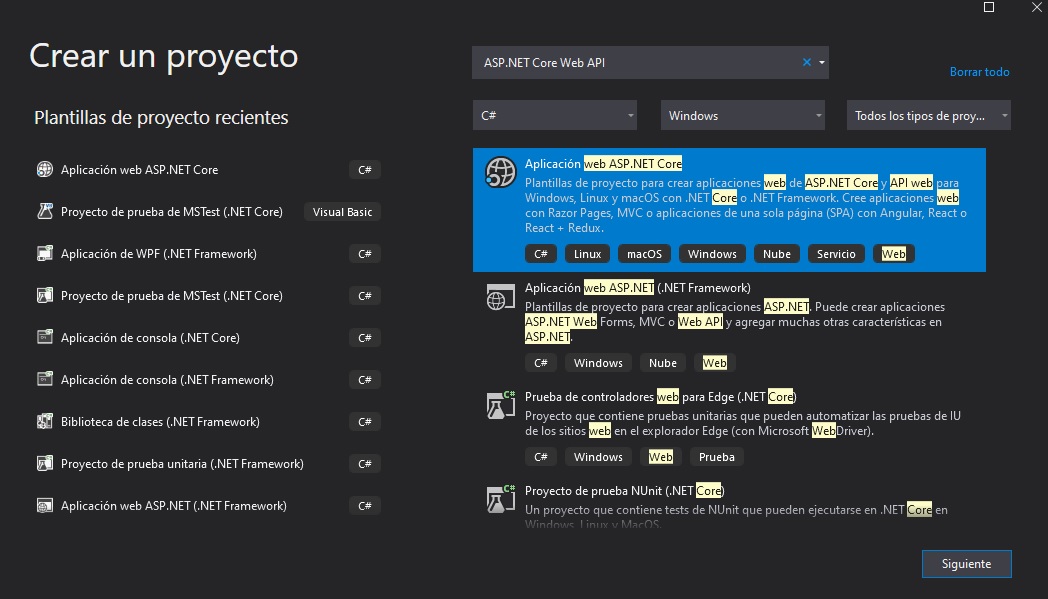 Crear un proyecto
Plantillas de proyecto recientes
Aplicación web ASP.NET Core C#
Proyecto de prueba de MSTest (.NET Core) Visual Basic
Aplicación de WPF (.NET Framework) C#
Proyecto de prueba de MSTest (.NET Core) C#
Aplicación de consola (.NET Core) C#
Aplicación de consola (.NET Framework) C#
Biblioteca de clases (.NET Framework) C#
Proyecto de prueba unitaria (.NET Framework) C#
Aplicación web ASP.NET (.NET Framework) C#
ASP.NET Core Web API
Borrar todo
C# Windows Todos los tipos de proy...
Aplicación web ASP.NET Core
Plantillas de proyecto para crear aplicaciones web de ASP.NET Core y API web para
Windows, Linux y macOS con .NET Core o .NET Framework. Cree aplicaciones web
con Razor Pages, MVC o aplicaciones de una sola página (SPA) con Angular, React o
React + Redux.
C# Linux macOS Windows Nube Servicio Web
Aplicación web ASP.NET (.NET Framework)
Plantillas de proyecto para crear aplicaciones ASP.NET. Puede crear aplicaciones
ASP.NET Web Forms, MVC o Web API y agregar muchas otras características en
ASP.NET.
C# Windows Nube Web
C#
Prueba de controladores web para Edge (.NET Core)
Proyecto que contiene pruebas unitarias que pueden automatizar las pruebas de IU
de los sitios web en el explorador Edge (con Microsoft WebDriver).
C# Windows Web Prueba
C#
Proyecto de prueba NUnit (.NET Core)
Un proyecto que contiene tests de NUnit que pueden ejecutarse en .NET Core en
Windows, Linux y MacOS.
Siguiente